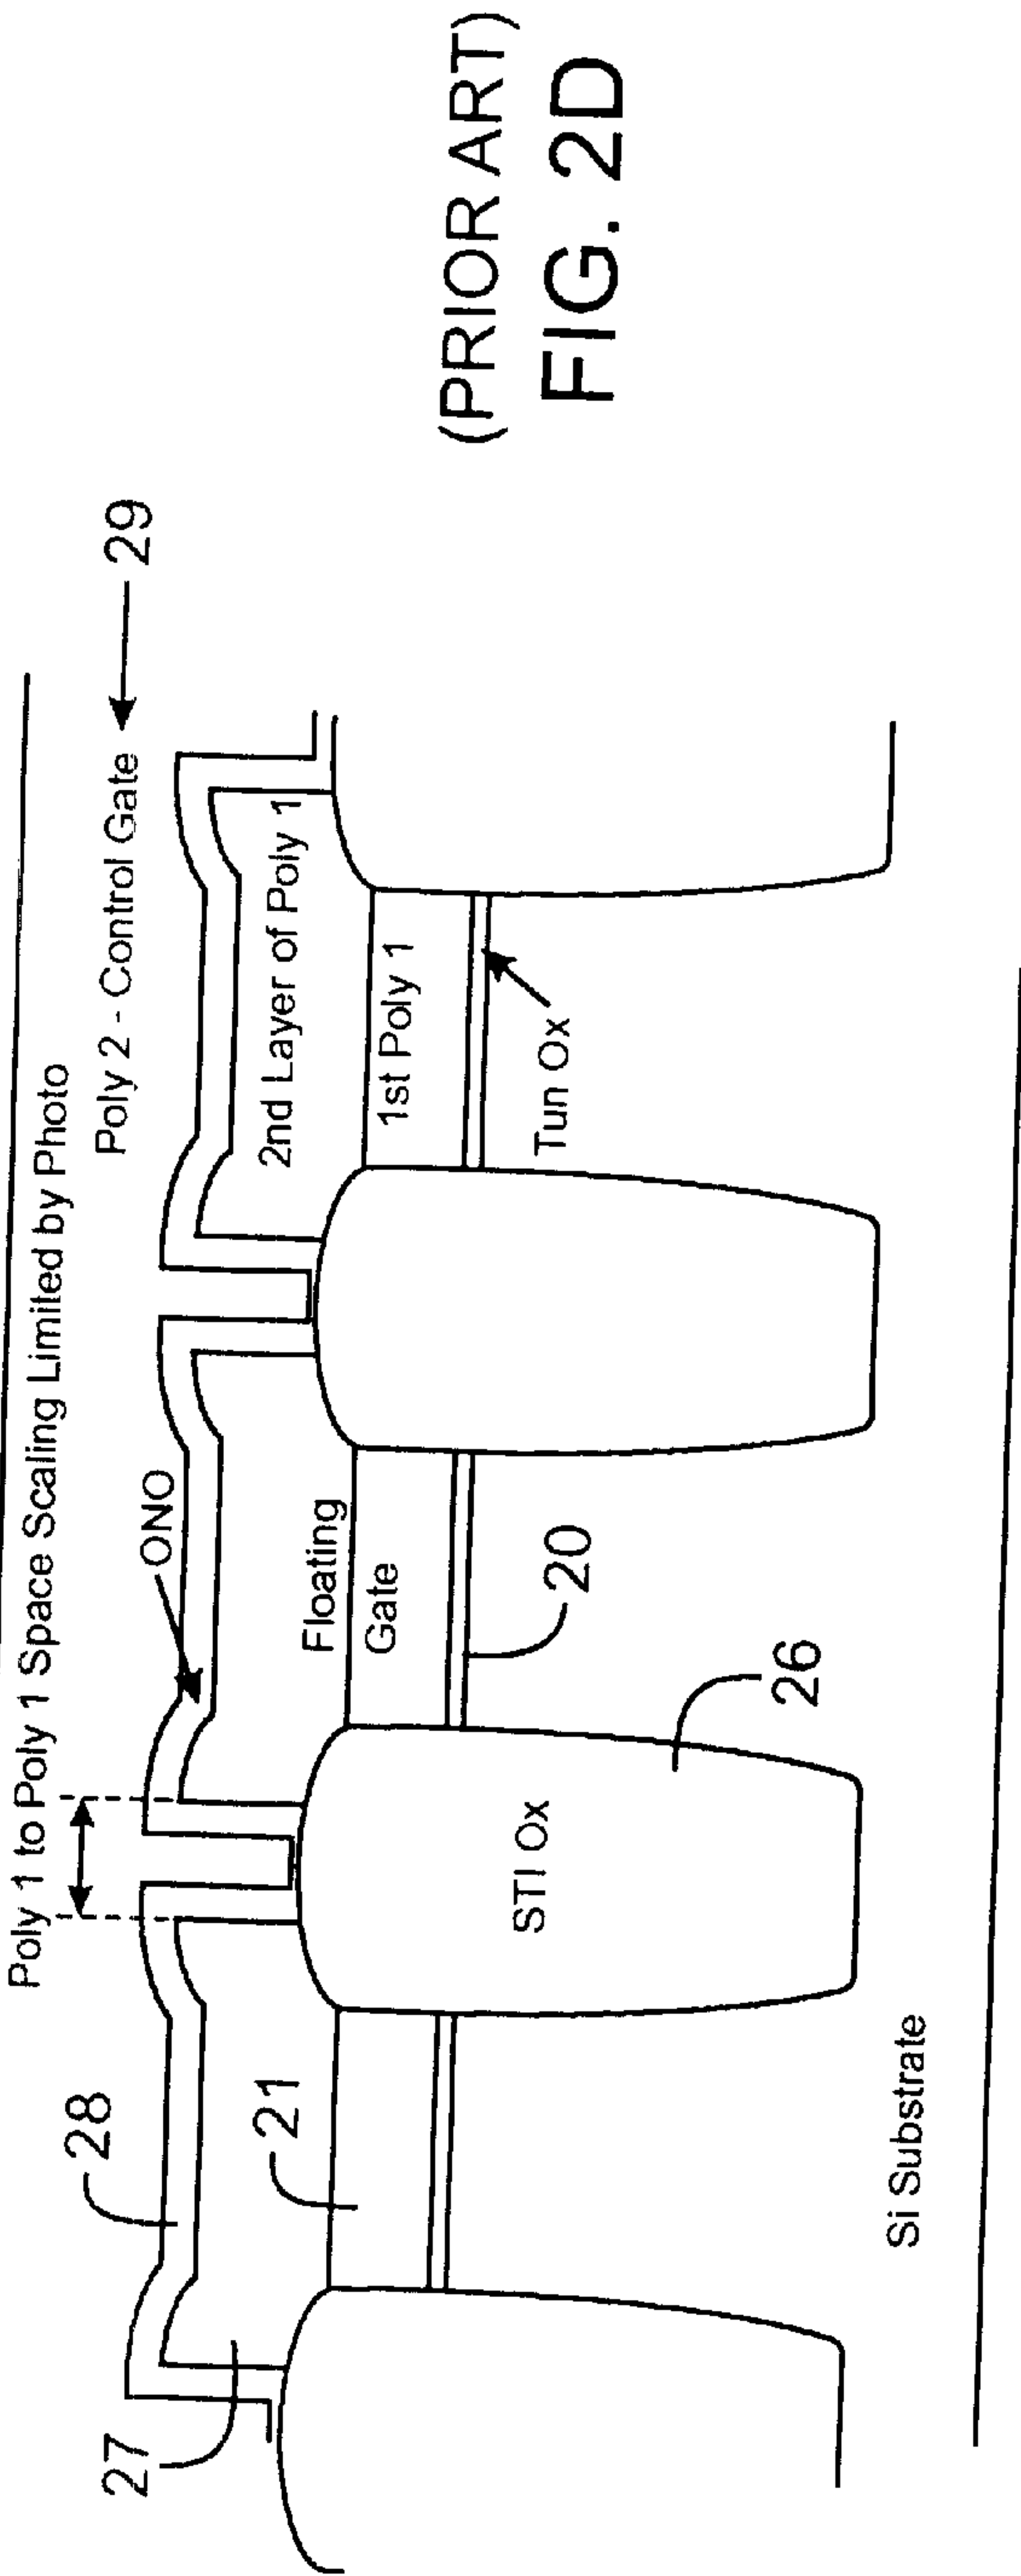 Poly 1 to Poly 1 Space Scaling Limited by Photo
Poly 2 - Control Gate
29
28
ONO
27
21
Floating
Gate
2nd Layer of Poly 1
1st Poly 1
STI Ox
20
Tun Ox
26
Si Substrate
(PRIOR ART)
FIG. 2D